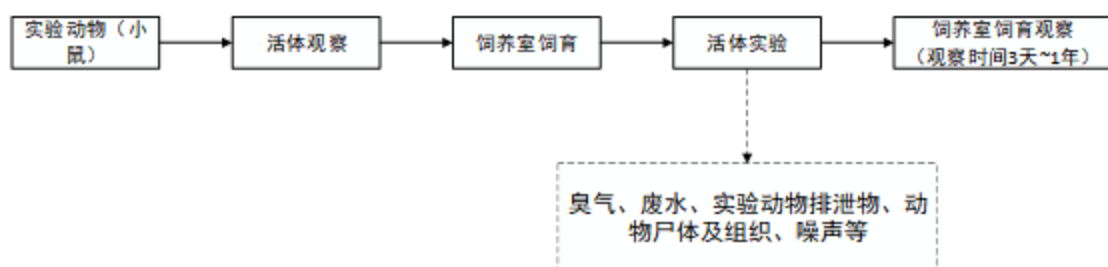 实验动物（小
鼠）
活体观察
饲养室饲育
活体实验
饲养室饲育观察
（观察时间3天~1年）
臭气、废水、实验动物排泄物、动
物尸体及组织、噪声等